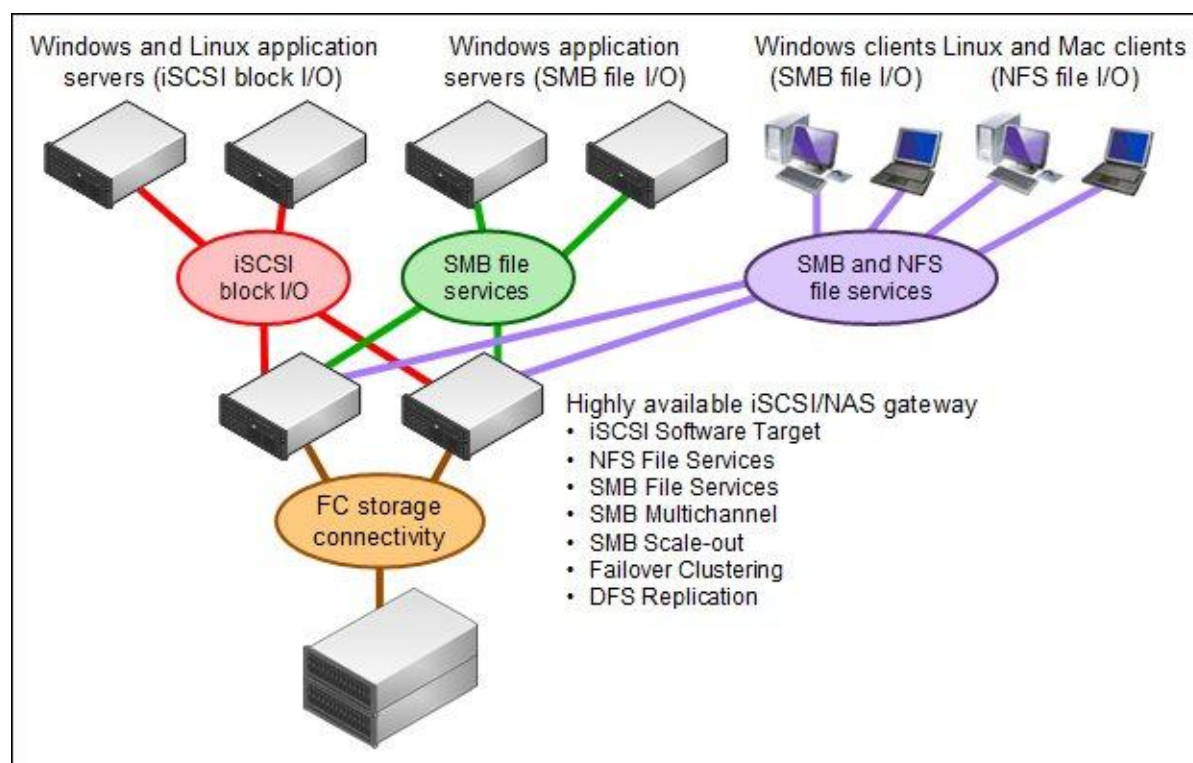 Windows and Linux application
servers (iSCSI block I/O)
Windows application
servers (SMB file I/O)
Windows clients
(SMB file I/O)
Linux and Mac clients
(NFS file I/O)
iSCSI
block I/O
SMB file
services
SMB and NFS
file services
Highly available iSCSI/NAS gateway
• iSCSI Software Target
• NFS File Services
• SMB File Services
• SMB Multichannel
• SMB Scale-out
• Failover Clustering
• DFS Replication
FC storage
connectivity